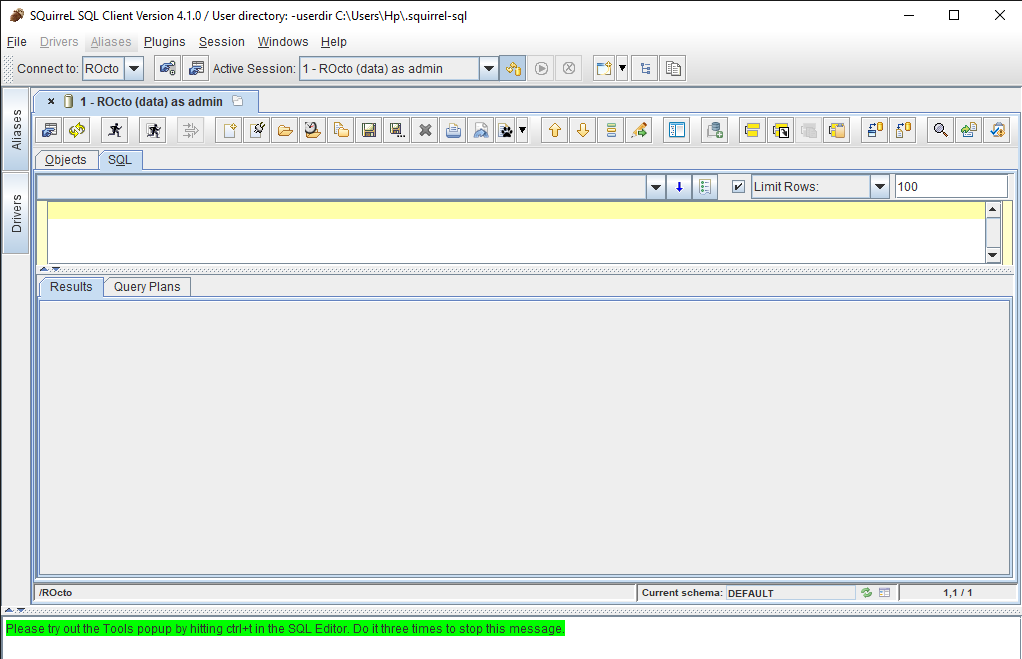 SQuirreL SQL Client Version 4.1.0 / User directory: -userdir C:\Users\Hp\.squirrel-sql
File Drivers Aliases Plugins Session Windows Help
Connect to: ROcto Active Session: 1 - ROcto (data) as admin
Aliases
Drivers
1 - ROcto (data) as admin
Objects SQL
Limit Rows: 100
Results Query Plans
/ROcto Current schema: DEFAULT 1,1 / 1
Please try out the Tools popup by hitting ctrl+t in the SQL Editor. Do it three times to stop this message.